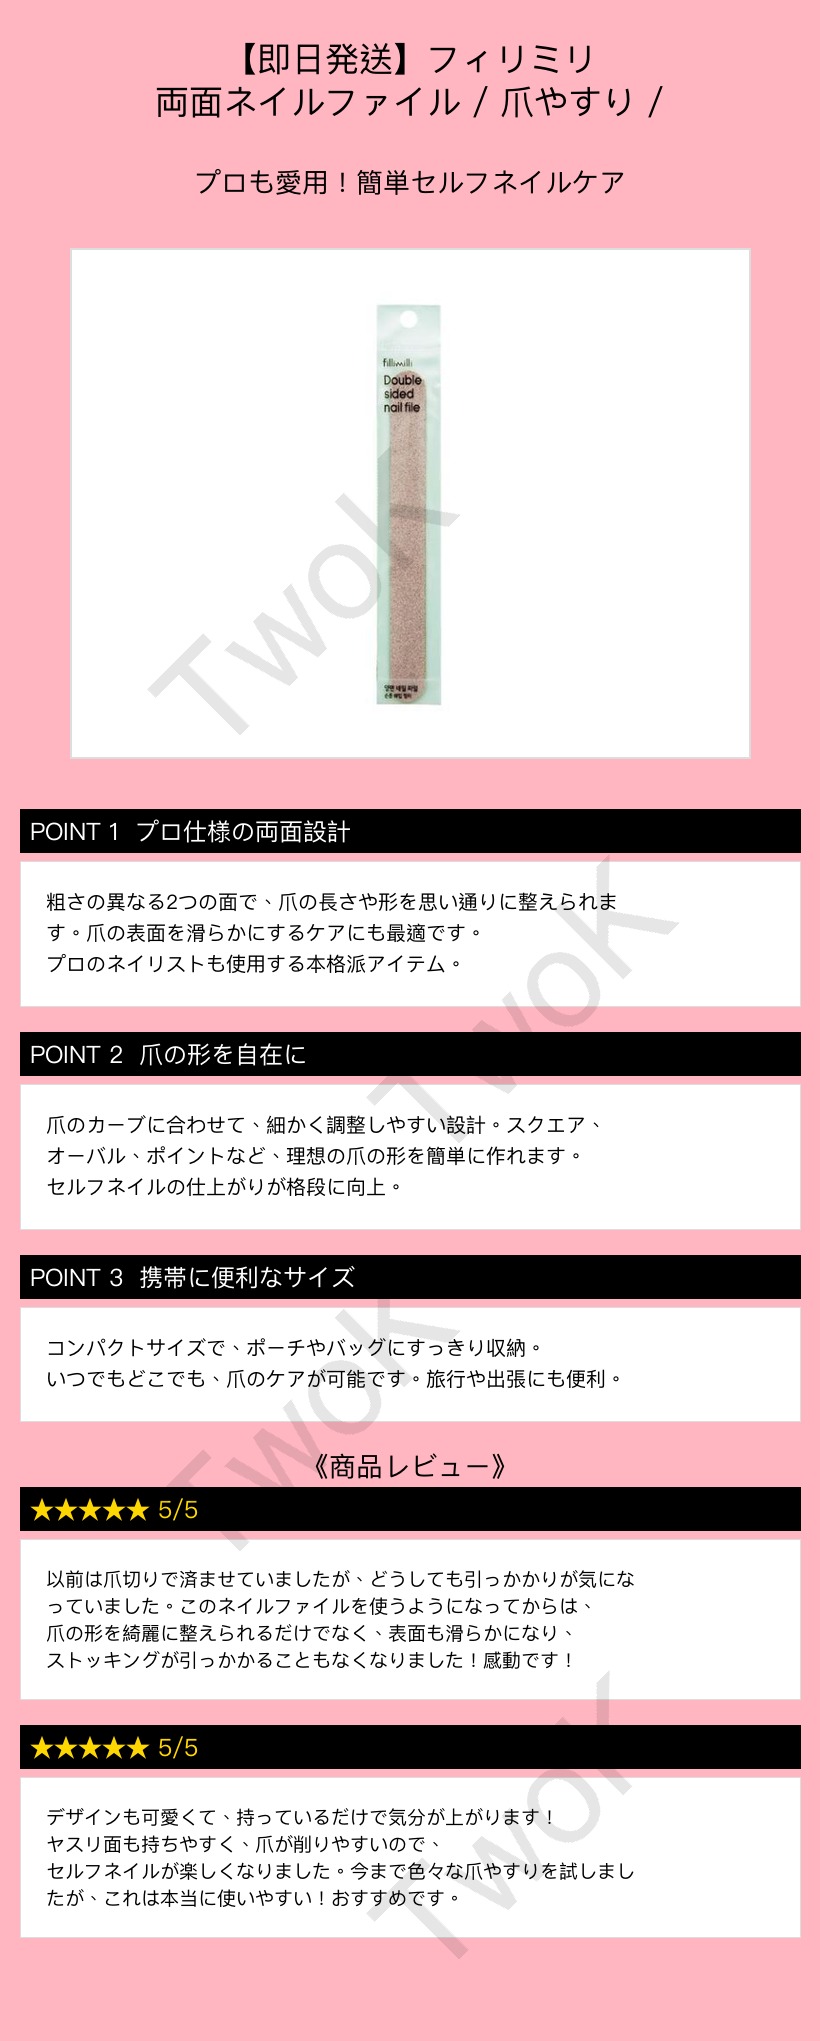 【即日発送】フィリミリ
両面ネイルファイル / 爪やすり /
プロも愛用！簡単セルフネイルケア
fillimilli
Double
sided
nail file
양면 네일 파일
TwoK
POINT 1 プロ仕様の両面設計
粗さの異なる2つの面で、爪の長さや形を思い通りに整えられま
す。爪の表面を滑らかにするケアにも最適です。
プロのネイリストも使用する本格派アイテム。
TwoK
POINT 2 爪の形を自在に
爪のカーブに合わせて、細かく調整しやすい設計。スクエア、
オーバル、ポイントなど、理想の爪の形を簡単に作れます。
セルフネイルの仕上がりが格段に向上。
POINT 3 携帯に便利なサイズ
コンパクトサイズで、ポーチやバッグにすっきり収納。
いつでもどこでも、爪のケアが可能です。旅行や出張にも便利。
TwoK
《商品レビュー》
★★★★★ 5/5
以前は爪切りで済ませていましたが、どうしても引っかかりが気にな
っていました。このネイルファイルを使うようになってからは、
爪の形を綺麗に整えられるだけでなく、表面も滑らかになり、
ストッキングが引っかかることもなくなりました！感動です！
★★★★★ 5/5
デザインも可愛くて、持っているだけで気分が上がります！
ヤスリ面も持ちやすく、爪が削りやすいので、
セルフネイルが楽しくなりました。今まで色々な爪やすりを試しまし
たが、これは本当に使いやすい！おすすめです。
TwoK